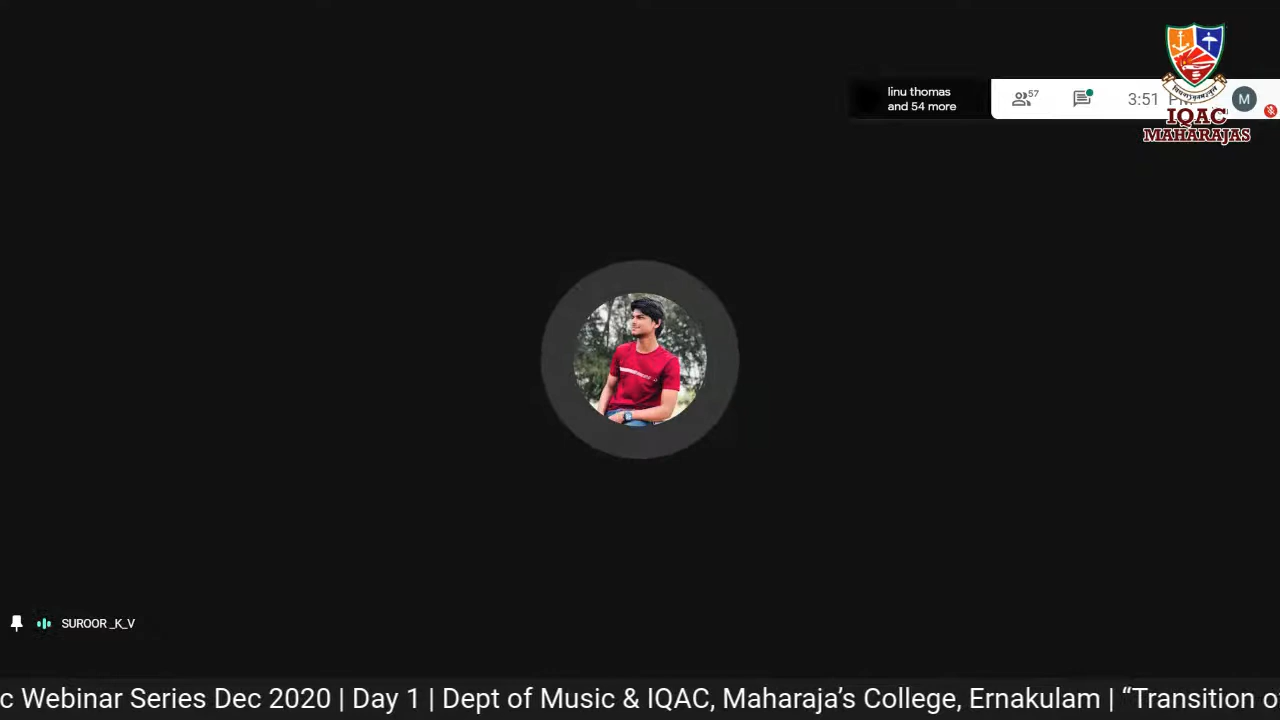 linu thomas
and 54 more
57
3:51 PM
M
IQAC
MAHARAJAS
SUROOR_K_V
c Webinar Series Dec 2020 | Day 1 | Dept of Music & IQAC, Maharaja’s College, Ernakulam | “Transition o